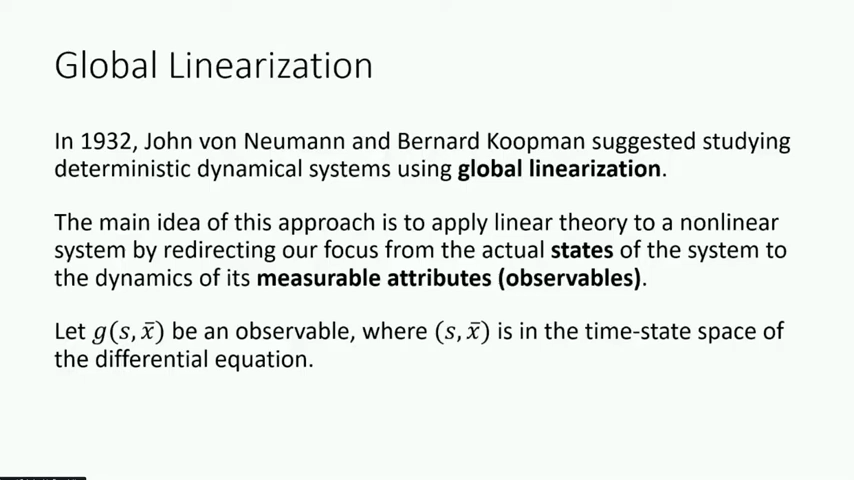 Global Linearization
In 1932, John von Neumann and Bernard Koopman suggested studying
deterministic dynamical systems using global linearization.
The main idea of this approach is to apply linear theory to a nonlinear
system by redirecting our focus from the actual states of the system to
the dynamics of its measurable attributes (observables).
Let g(s, x̄) be an observable, where (s, x̄) is in the time-state space of
the differential equation.